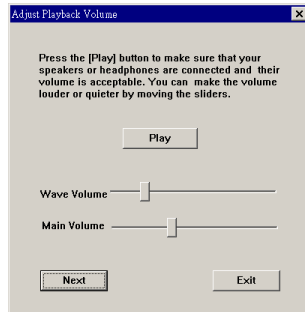 Adjust Playback Volume
Press the [Play] button to make sure that your
speakers or headphones are connected and their
volume is acceptable. You can make the volume
louder or quieter by moving the sliders.
Play
Wave Volume
Main Volume
Next Exit